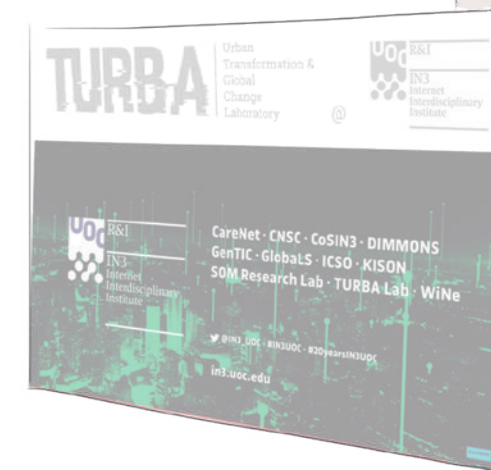 TURBA
Urban
Transformation &
Global
Change
Laboratory
@
UOC R&I
IN3
Internet
Interdisciplinary
Institute
UOC R&I
IN3
Internet
Interdisciplinary
Institute
CareNet · CNSC · CoSIN3 · DIMMONS
GenTIC · GlobaLS · ICSO · KISON
SOM Research Lab · TURBA Lab · WiNe
@IN3_UOC · #IN3UOC · #20yearsIN3UOC
in3.uoc.edu